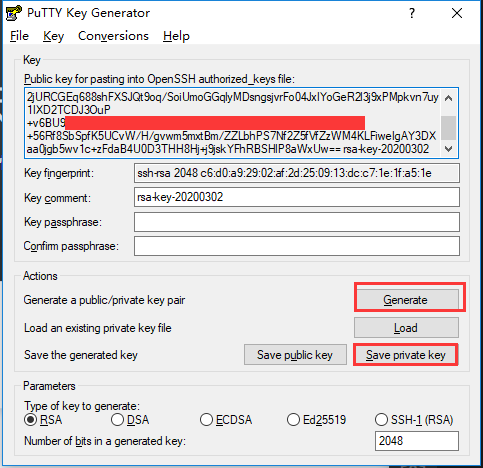 PuTTY Key Generator
File Key Conversions Help
Key
Public key for pasting into OpenSSH authorized_keys file:
2jURCGEq688shFXSJQt9oq/SoiUmoGGqlyMDsngsjvrFo04JxIYoGeR2I3j9xPMpkvn7uy
1IXD2TCDJ3OuP
+v6BU9
+56Rf8SbSpfK5UCvW/H/gvwm5mxtBm/ZZLbhPS7Nf2Z5fVfZzWM4KLFiweIgAY3DX
aa0jgb5wv1c+zFdaB4U0D3THH8Hj+j9jskYFhRBSHIP8aWxUw== rsa-key-20200302
Key fingerprint: ssh-rsa 2048 c6:d0:a9:29:02:af:2d:25:09:13:dc:c7:1e:1f:a5:1e
Key comment: rsa-key-20200302
Key passphrase:
Confirm passphrase:
Actions
Generate a public/private key pair Generate
Load an existing private key file Load
Save the generated key Save public key Save private key
Parameters
Type of key to generate:
RSA DSA ECDSA Ed25519 SSH-1 (RSA)
Number of bits in a generated key: 2048